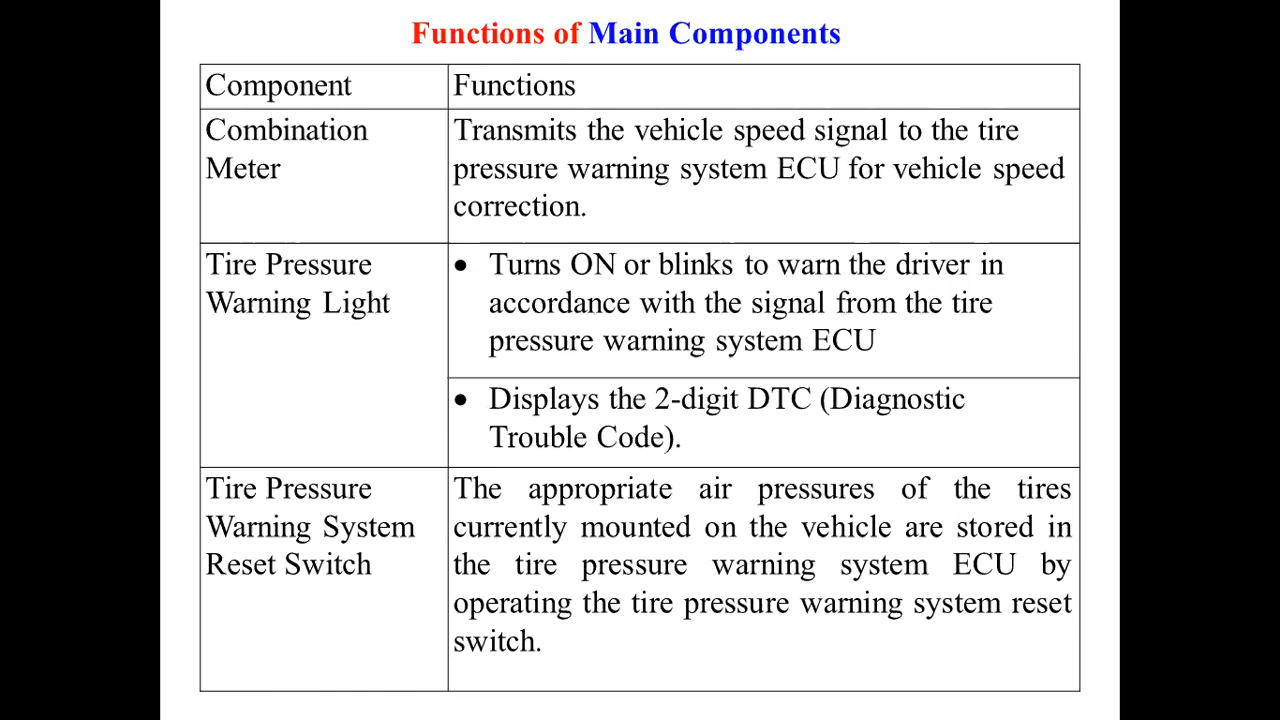 Functions of Main Components
Component
Functions
Combination
Meter
Transmits the vehicle speed signal to the tire
pressure warning system ECU for vehicle speed
correction.
Tire Pressure
Warning Light
• Turns ON or blinks to warn the driver in
accordance with the signal from the tire
pressure warning system ECU
• Displays the 2-digit DTC (Diagnostic
Trouble Code).
Tire Pressure
Warning System
Reset Switch
The appropriate air pressures of the tires
currently mounted on the vehicle are stored in
the tire pressure warning system ECU by
operating the tire pressure warning system reset
switch.